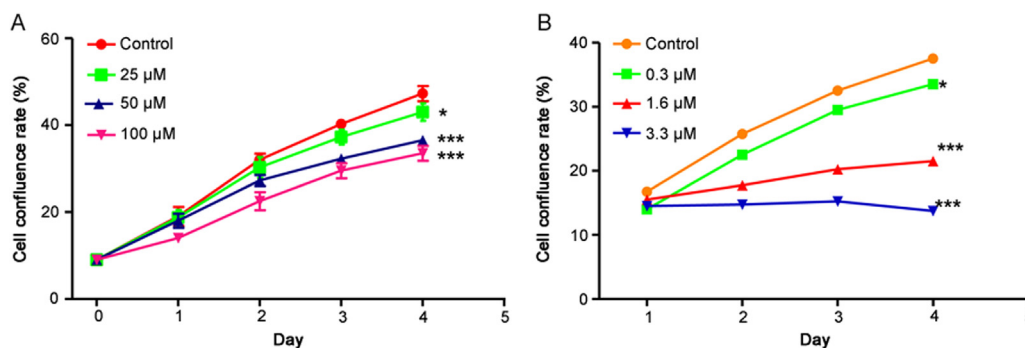 A
60
40
20
0
Cell confluence rate (%)
Control
25 µM
50 µM
100 µM
*
***
***
0 1 2 3 4 5
Day
B
40
30
20
10
0
Cell confluence rate (%)
Control
0.3 µM
1.6 µM
3.3 µM
*
***
***
1 2 3 4
Day